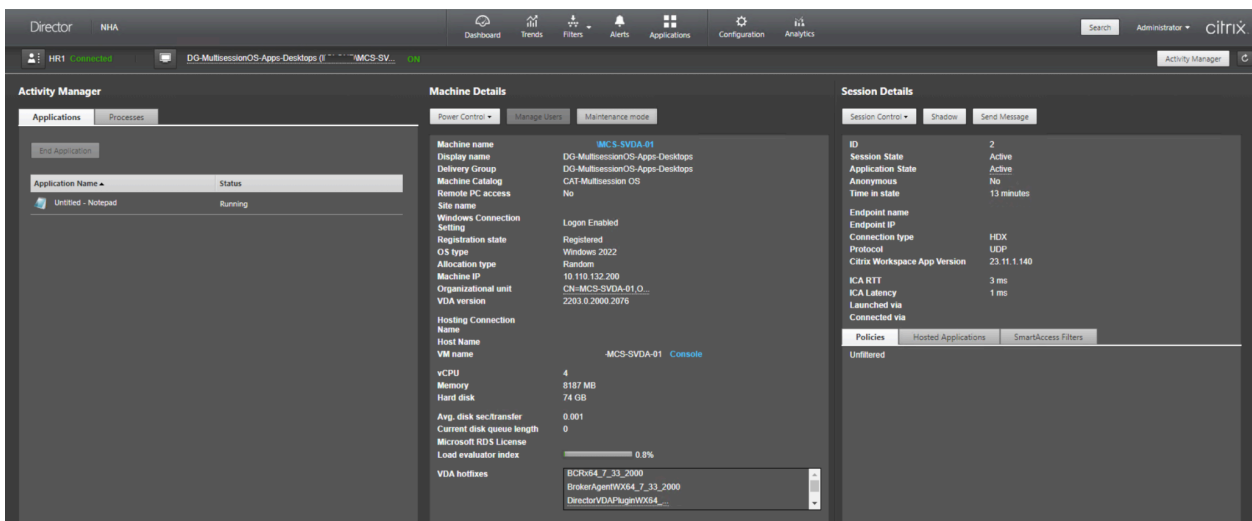 Director NHA
Dashboard Trends Filters Alerts Applications Configuration Analytics
Search Administrator citrix
HR1 Connected DG-MultisessionOS-Apps-Desktops ( \MCS-SV... ON
Activity Manager
Activity Manager
Applications Processes
End Application
Application Name Status
Untitled - Notepad Running
Machine Details
Power Control Manage Users Maintenance mode
Machine name \MCS-SVDA-01
Display name DG-MultisessionOS-Apps-Desktops
Delivery Group DG-MultisessionOS-Apps-Desktops
Machine Catalog CAT-Multisession OS
Remote PC access No
Site name
Windows Connection
Setting Logon Enabled
Registration state Registered
OS type Windows 2022
Allocation type Random
Machine IP 10.110.132.200
Organizational unit CN=MCS-SVDA-01,O...
VDA version 2203.0.2000.2076
Hosting Connection
Name
Host Name
VM name -MCS-SVDA-01 Console
vCPU 4
Memory 8187 MB
Hard disk 74 GB
Avg. disk sec/transfer 0.001
Current disk queue length 0
Microsoft RDS License
Load evaluator index 0.8%
VDA hotfixes BCRx64_7_33_2000
BrokerAgentWX64_7_33_2000
DirectorVDAPluginWX64_...
Session Details
Session Control Shadow Send Message
ID 2
Session State Active
Application State Active
Anonymous No
Time in state 13 minutes
Endpoint name
Endpoint IP
Connection type HDX
Protocol UDP
Citrix Workspace App Version 23.11.1.140
ICA RTT 3 ms
ICA Latency 1 ms
Launched via
Connected via
Policies Hosted Applications SmartAccess Filters
Unfiltered